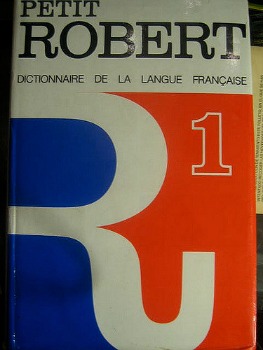 PETIT
ROBERT
DICTIONNAIRE DE LA LANGUE FRANÇAISE
R
1